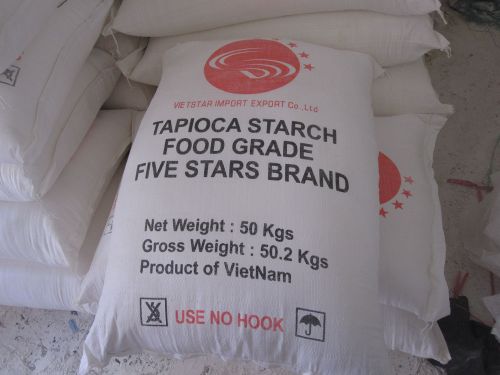 VIETSTAR IMPORT EXPORT Co.,Ltd
TAPIOCA STARCH
FOOD GRADE
FIVE STARS BRAND
Net Weight : 50 Kgs
Gross Weight : 50.2 Kgs
Product of VietNam
USE NO HOOK